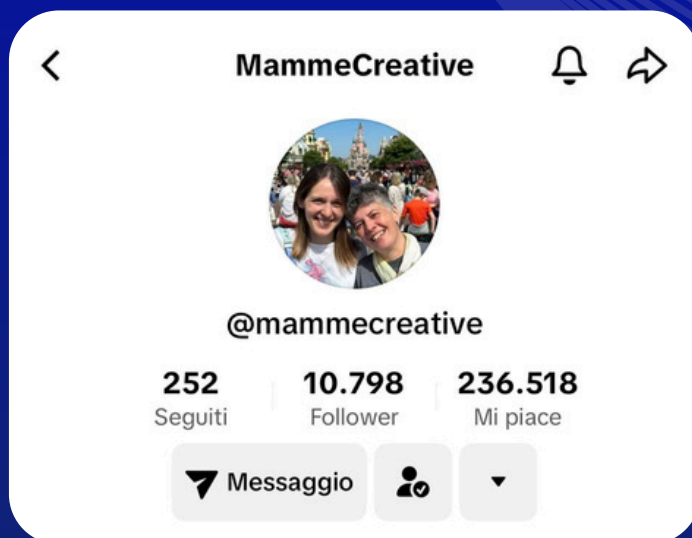 MammeCreative
@mammecreative
252 10.798 236.518
Seguiti Follower Mi piace
Messaggio